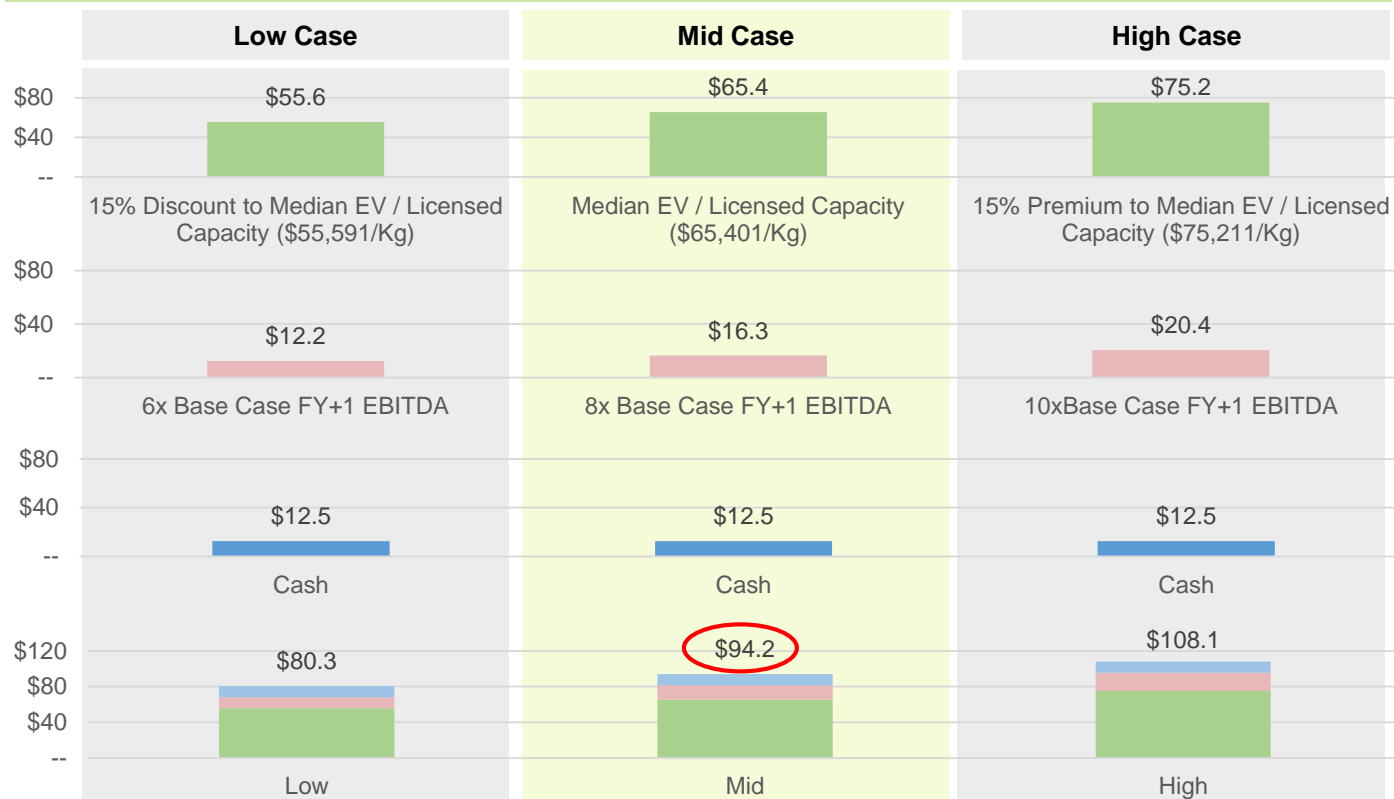 Low Case
Mid Case
High Case
$80
$40
--
$55.6
$65.4
$75.2
15% Discount to Median EV / Licensed
Capacity ($55,591/Kg)
Median EV / Licensed Capacity
($65,401/Kg)
15% Premium to Median EV / Licensed
Capacity ($75,211/Kg)
$80
$40
--
$12.2
$16.3
$20.4
6x Base Case FY+1 EBITDA
8x Base Case FY+1 EBITDA
10xBase Case FY+1 EBITDA
$80
$40
--
$12.5
$12.5
$12.5
Cash
Cash
Cash
$120
$80
$40
--
$80.3
$94.2
$108.1
Low
Mid
High